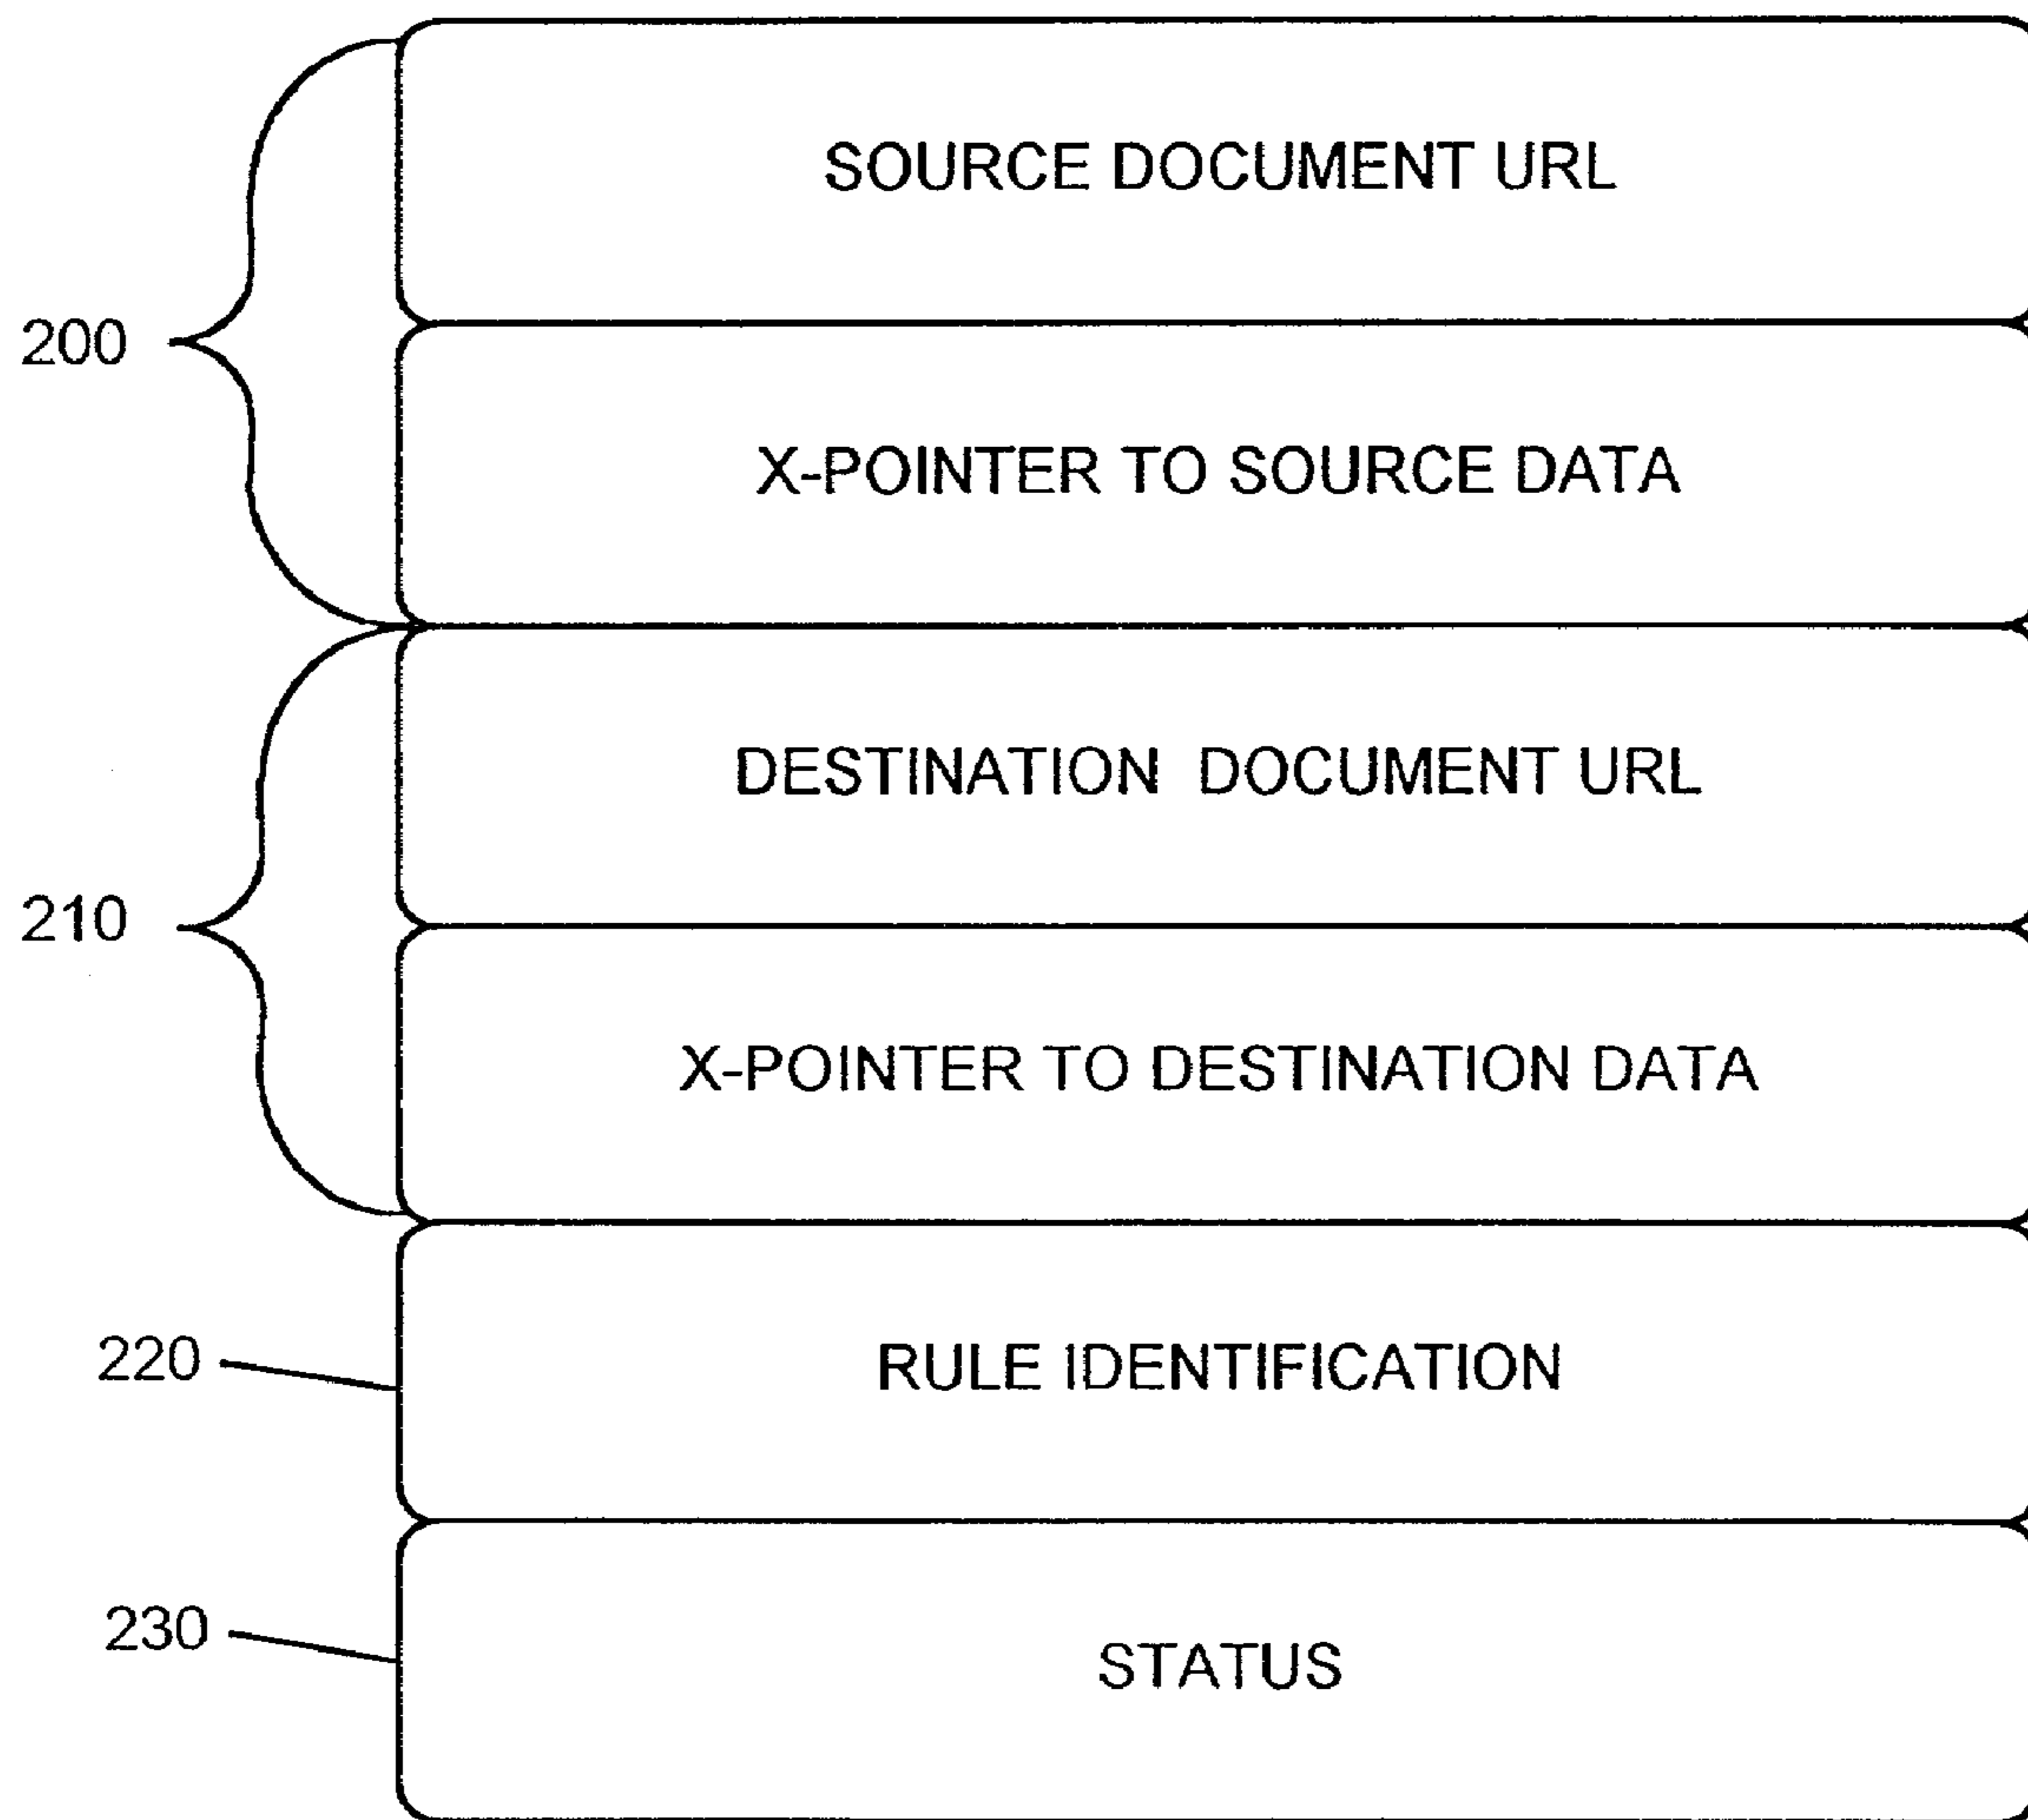 SOURCE DOCUMENT URL
200
X-POINTER TO SOURCE DATA
DESTINATION DOCUMENT URL
210
X-POINTER TO DESTINATION DATA
220
RULE IDENTIFICATION
230
STATUS